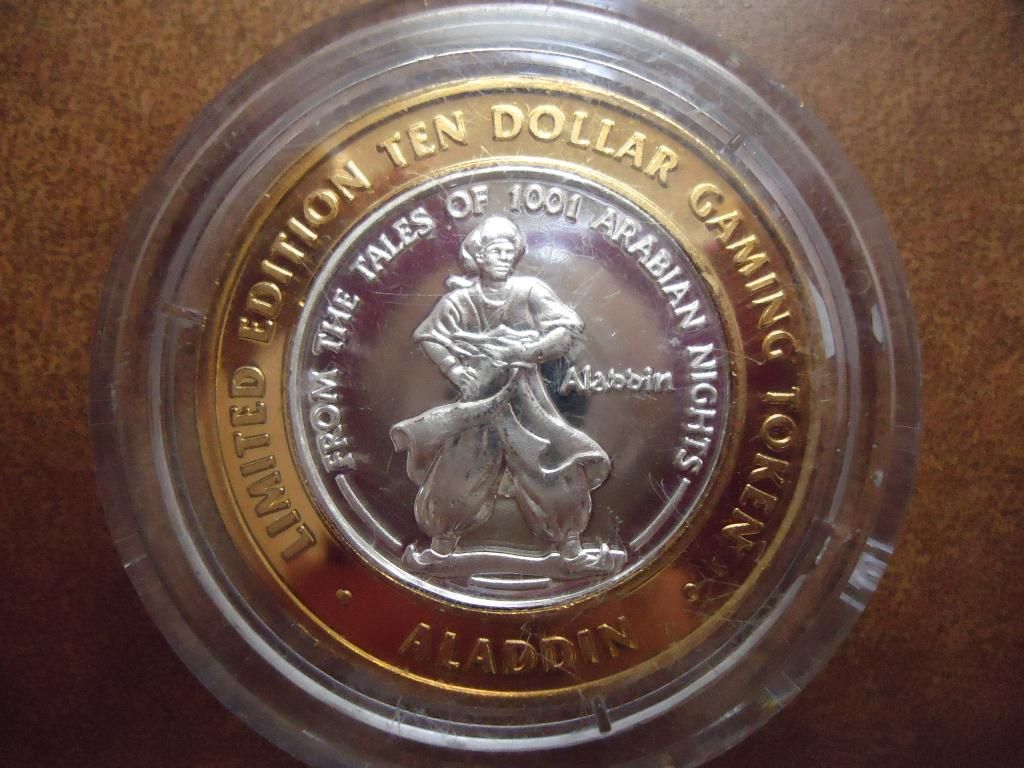 LIMITED EDITION TEN DOLLAR GAMING TOKEN
FROM THE TALES OF 1001 ARABIAN NIGHTS
Aladdin
• ALADDIN •